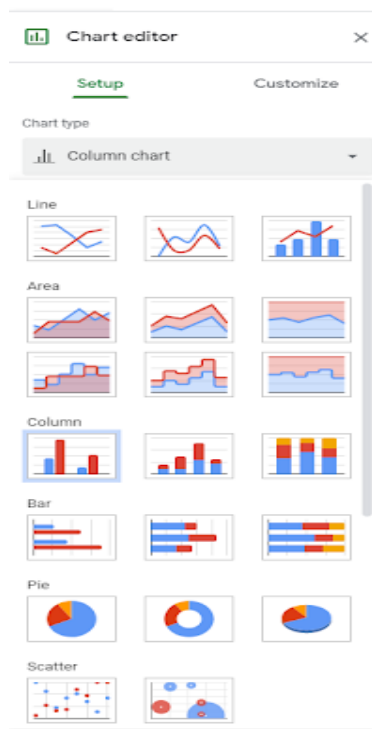 Chart editor
Setup Customize
Chart type
Column chart
Line
Area
Column
Bar
Pie
Scatter